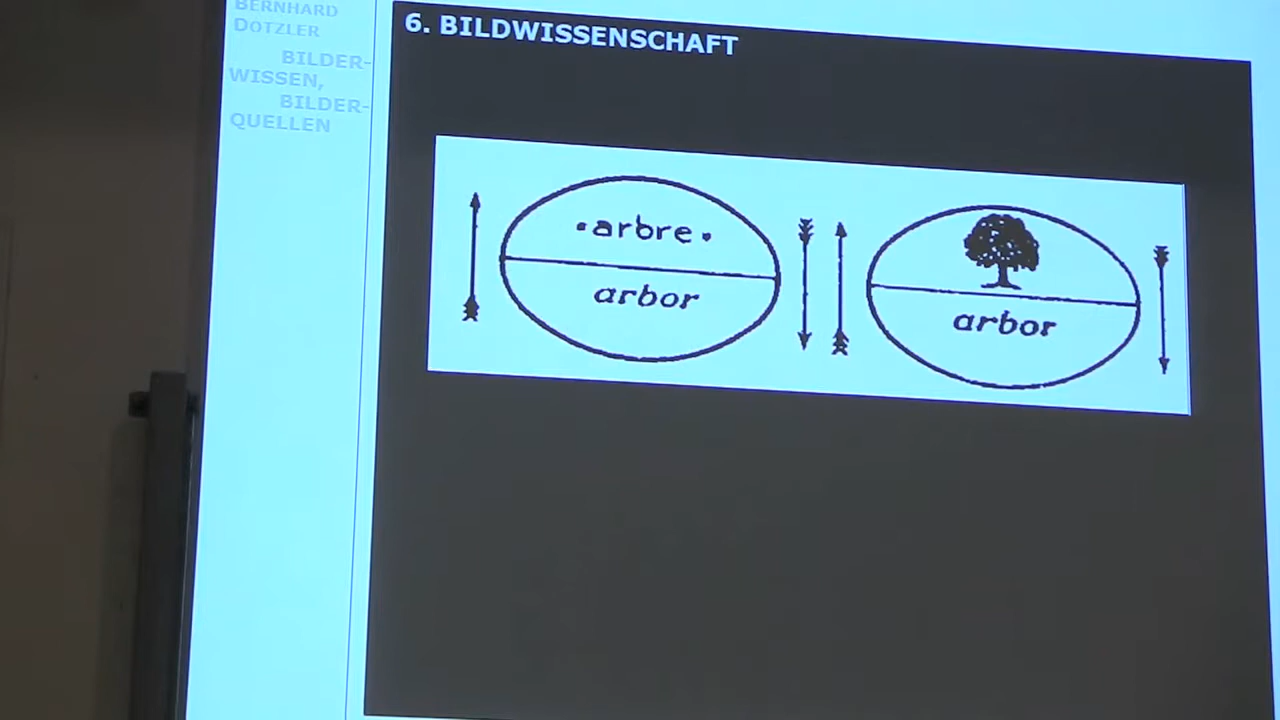 BERNHARD
DOTZLER
BILDER-
WISSEN,
BILDER-
QUELLEN
6. BILDWISSENSCHAFT
•arbre•
arbor
arbor